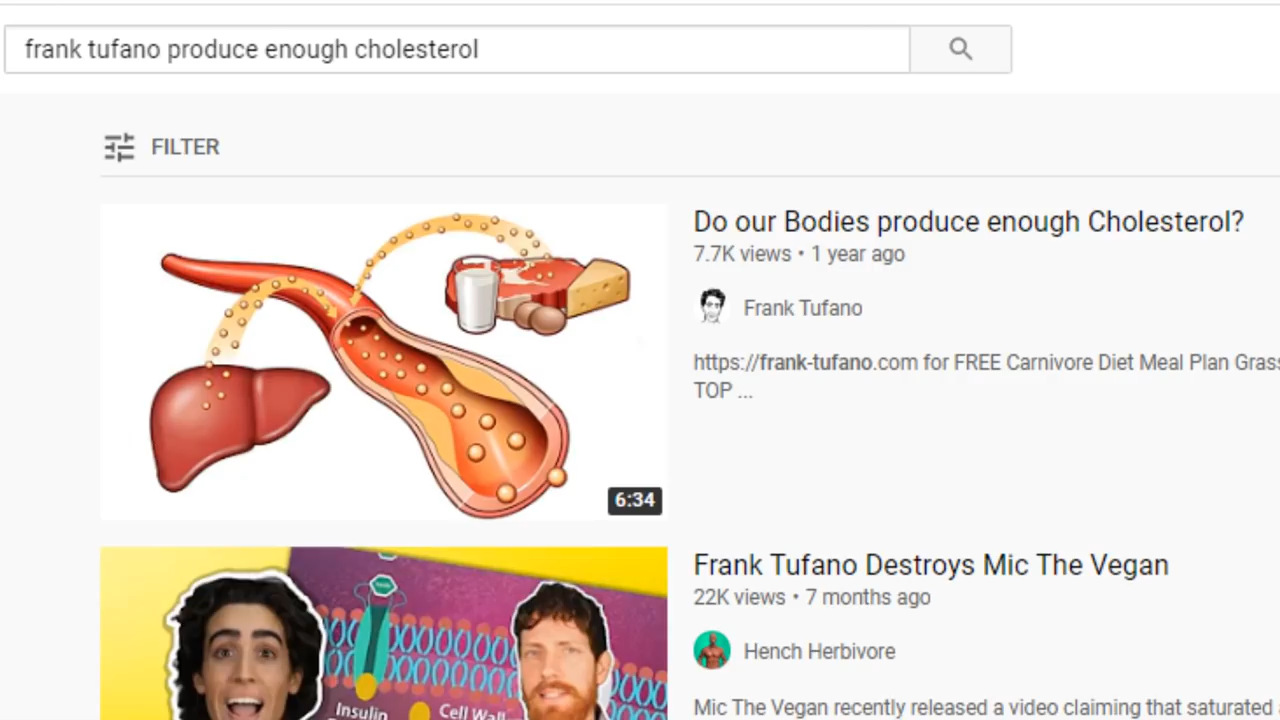 frank tufano produce enough cholesterol
FILTER
Do our Bodies produce enough Cholesterol?
7.7K views • 1 year ago
Frank Tufano
https://frank-tufano.com for FREE Carnivore Diet Meal Plan Grass
TOP ...
6:34
Frank Tufano Destroys Mic The Vegan
22K views • 7 months ago
Hench Herbivore
Mic The Vegan recently released a video claiming that saturated
Insulin
Cell Wall